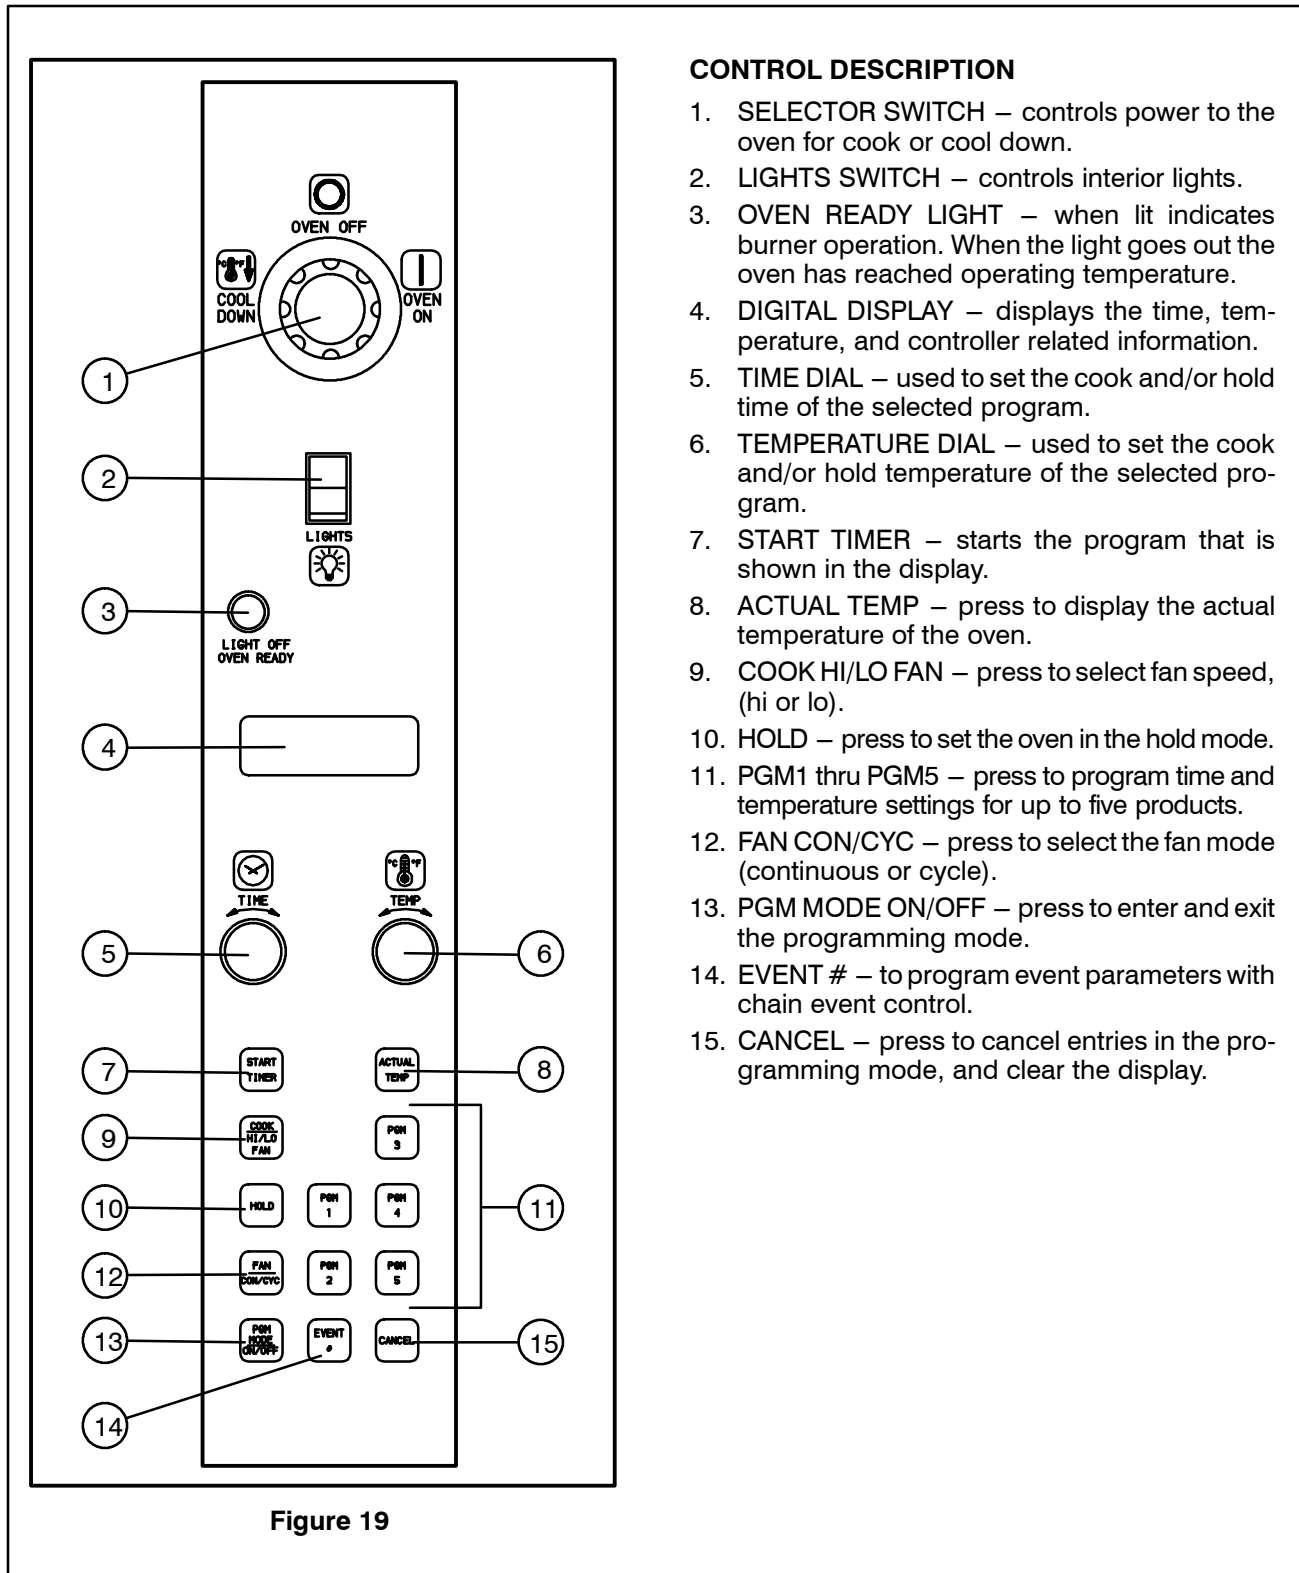 OVEN OFF
°C °F
COOL
DOWN
OVEN
ON
1
2
LIGHTS
3
LIGHT OFF
OVEN READY
4
°C °F
TIME
TEMP
5
6
7
START
TIMER
ACTUAL
TEMP
8
9
COOK
HI/LO
FAN
PGM
3
10
HOLD
PGM
1
PGM
4
11
12
FAN
CON/CYC
PGM
2
PGM
5
13
PGM
MODE
ON/OFF
EVENT
#
CANCEL
15
14
Figure 19
CONTROL DESCRIPTION
1. SELECTOR SWITCH – controls power to the
oven for cook or cool down.
2. LIGHTS SWITCH – controls interior lights.
3. OVEN READY LIGHT – when lit indicates
burner operation. When the light goes out the
oven has reached operating temperature.
4. DIGITAL DISPLAY – displays the time, tem-
perature, and controller related information.
5. TIME DIAL – used to set the cook and/or hold
time of the selected program.
6. TEMPERATURE DIAL – used to set the cook
and/or hold temperature of the selected pro-
gram.
7. START TIMER – starts the program that is
shown in the display.
8. ACTUAL TEMP – press to display the actual
temperature of the oven.
9. COOK HI/LO FAN – press to select fan speed,
(hi or lo).
10. HOLD – press to set the oven in the hold mode.
11. PGM1 thru PGM5 – press to program time and
temperature settings for up to five products.
12. FAN CON/CYC – press to select the fan mode
(continuous or cycle).
13. PGM MODE ON/OFF – press to enter and exit
the programming mode.
14. EVENT # – to program event parameters with
chain event control.
15. CANCEL – press to cancel entries in the pro-
gramming mode, and clear the display.